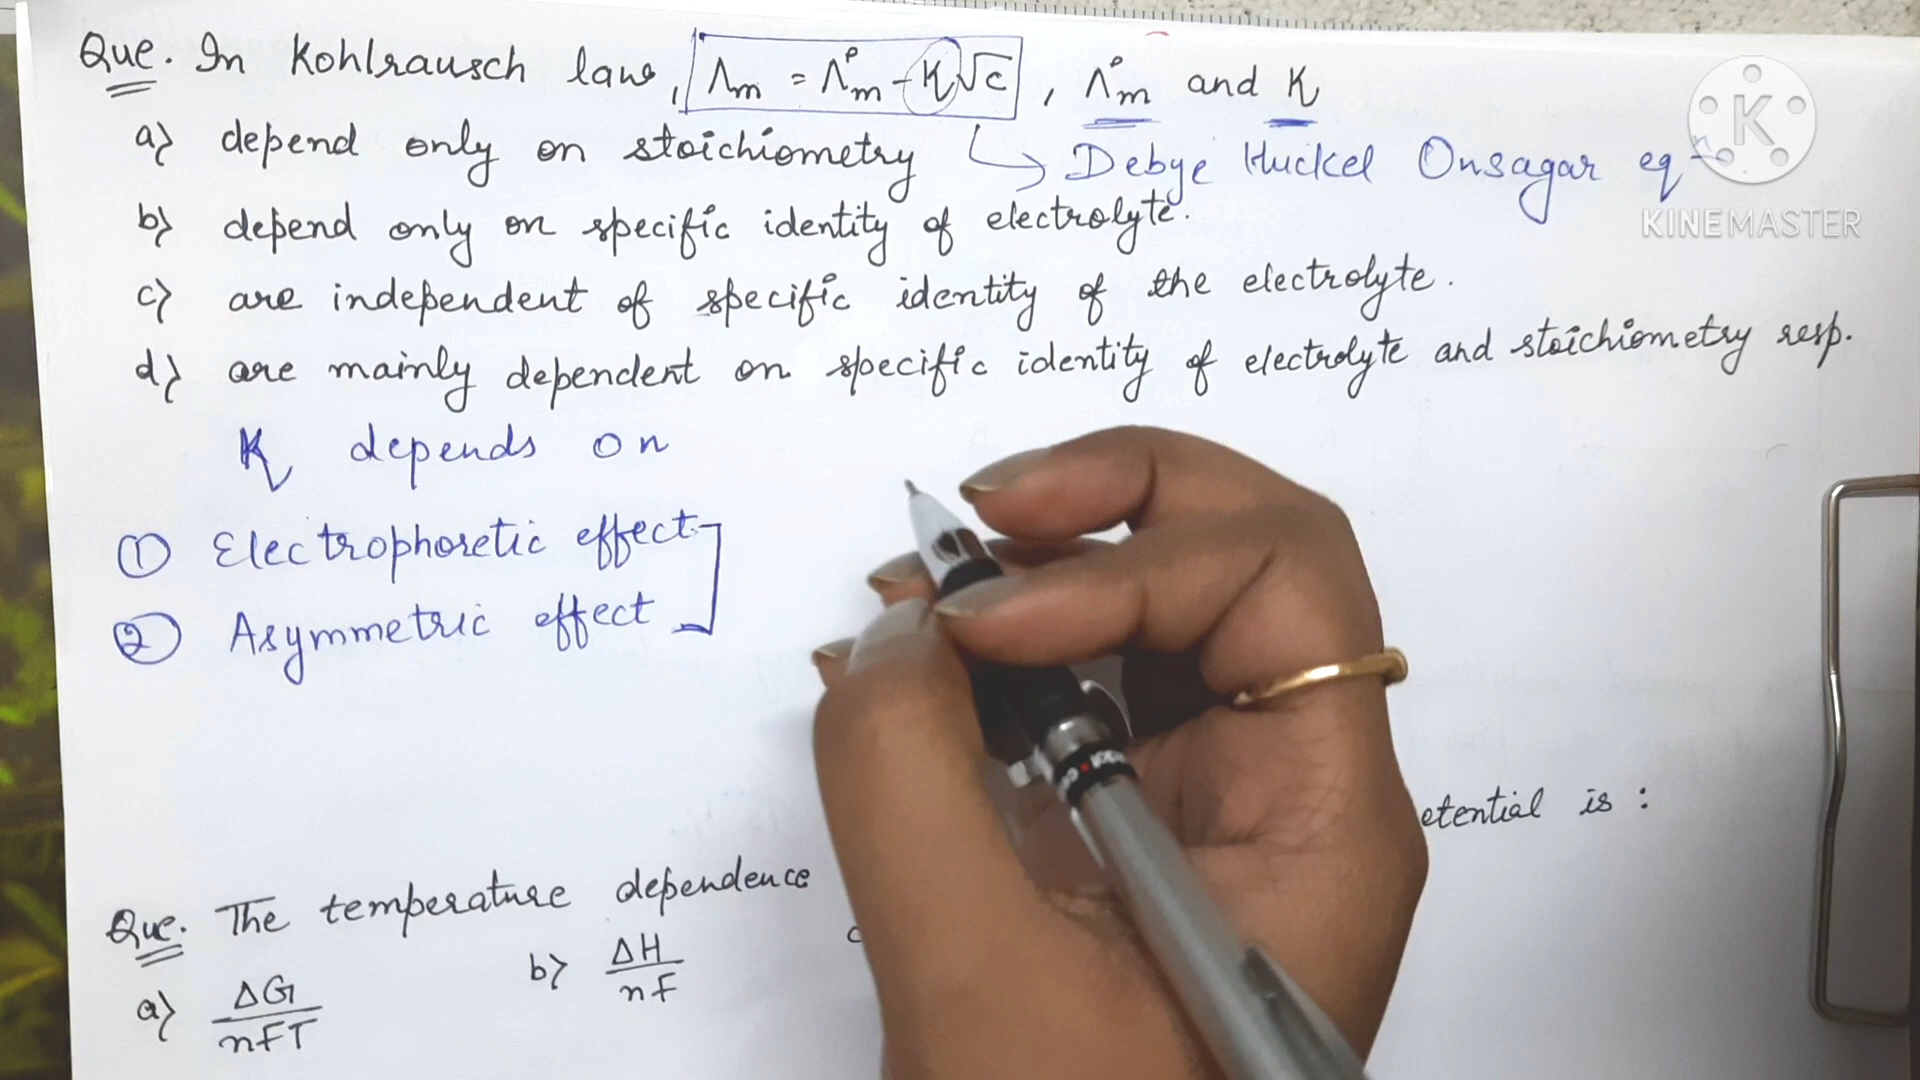 Que. In Kohlrausch law, Λm = Λ°m - K√c, Λ°m and K
a) depend only on stoichiometry
→ Debye Huckel Onsagar eq
b) depend only on specific identity of electrolyte.
c) are independent of specific identity of the electrolyte.
d) are mainly dependent on specific identity of electrolyte and stoichiometry resp.
K depends on
① Electrophoretic effect
② Asymmetric effect
Que. The temperature dependence etential is :
a) ΔG/nFT b) ΔH/nF c
K
KINEMASTER